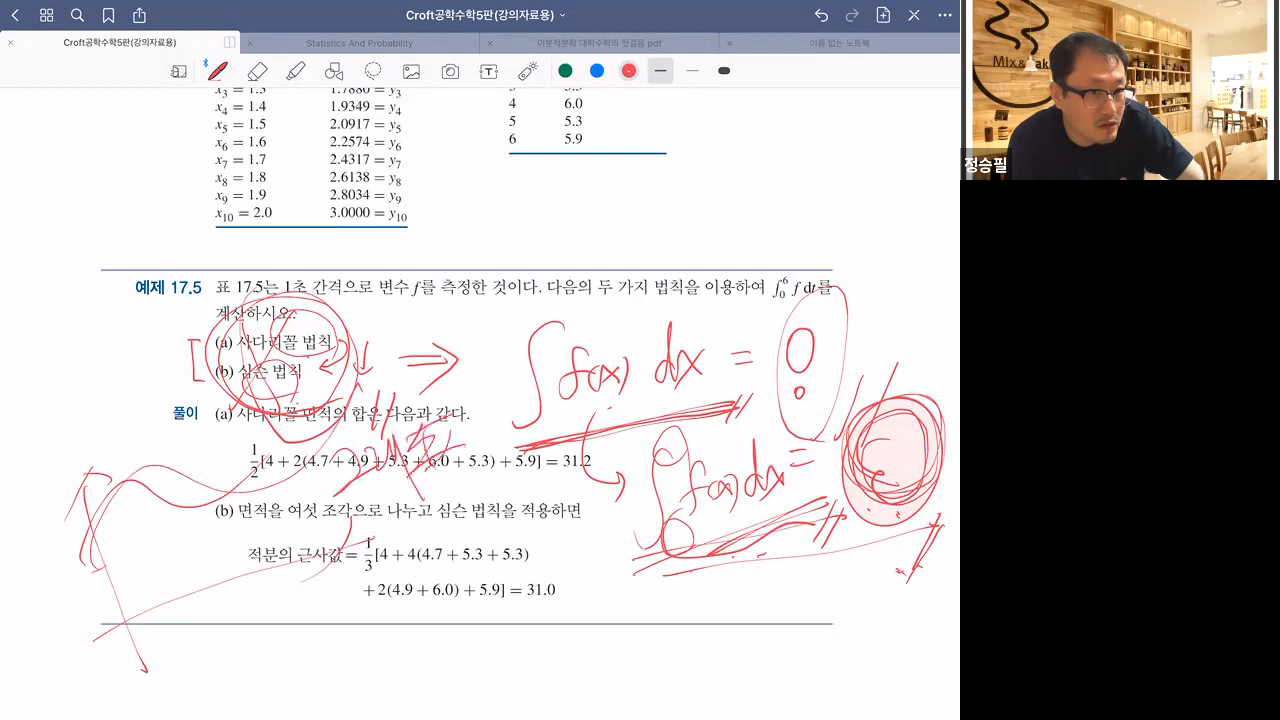 Croft공학수학5판(강의자료용)
Croft공학수학5판(강의자료용)
Statistics And Probability
미분적분학 대학수학의 첫걸음.pdf
이름 없는 노트북
Mix
정승필
x3 = 1.3 1.7880 = y3
x4 = 1.4 1.9349 = y4
x5 = 1.5 2.0917 = y5
x6 = 1.6 2.2574 = y6
x7 = 1.7 2.4317 = y7
x8 = 1.8 2.6138 = y8
x9 = 1.9 2.8034 = y9
x10 = 2.0 3.0000 = y10
4 6.0
5 5.3
6 5.9
예제 17.5 표 17.5는 1초 간격으로 변수 f를 측정한 것이다. 다음의 두 가지 법칙을 이용하여 ∫₀⁶ f dt를
계산하시오.
(a) 사다리꼴 법칙
(b) 심슨 법칙
∫ f(x) dx =
풀이 (a) 사다리꼴 면적의 합은 다음과 같다.
1/2[4 + 2(4.7 + 4.9 + 5.3 + 6.0 + 5.3) + 5.9] = 31.2
∫ f(x) dx =
(b) 면적을 여섯 조각으로 나누고 심슨 법칙을 적용하면
적분의 근사값 = 1/3[4 + 4(4.7 + 5.3 + 5.3)
+ 2(4.9 + 6.0) + 5.9] = 31.0